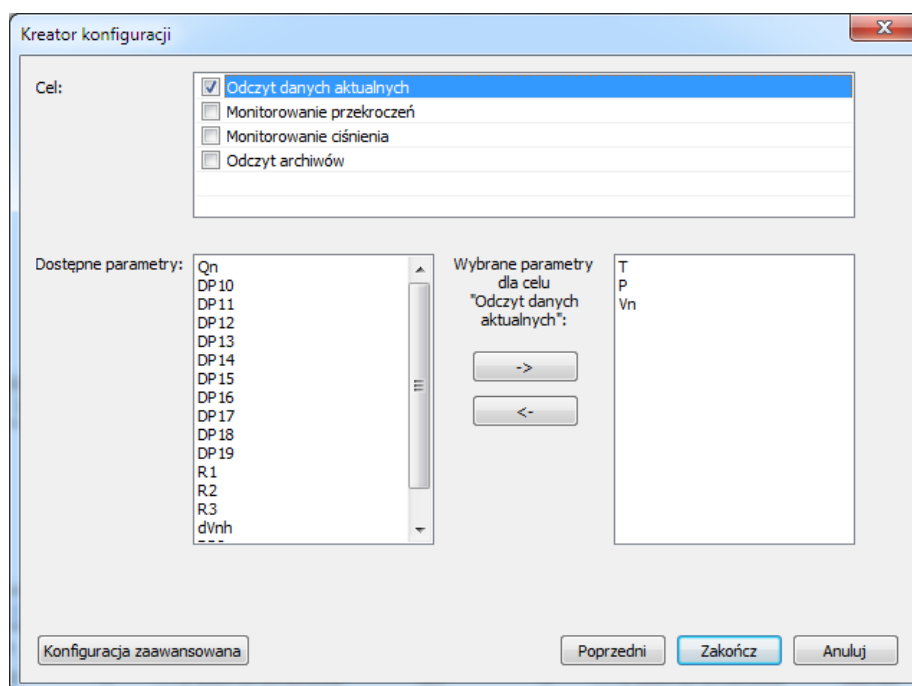 Kreator konfiguracji
Cel:
Odczyt danych aktualnych
Monitorowanie przekroczeń
Monitorowanie ciśnienia
Odczyt archiwów
Dostępne parametry:
Qn
DP10
DP11
DP12
DP13
DP14
DP15
DP16
DP17
DP18
DP19
R1
R2
R3
dVnh
Wybrane parametry
dla celu
"Odczyt danych
aktualnych":
->
<-
T
P
Vn
Konfiguracja zaawansowana
Poprzedni
Zakończ
Anuluj